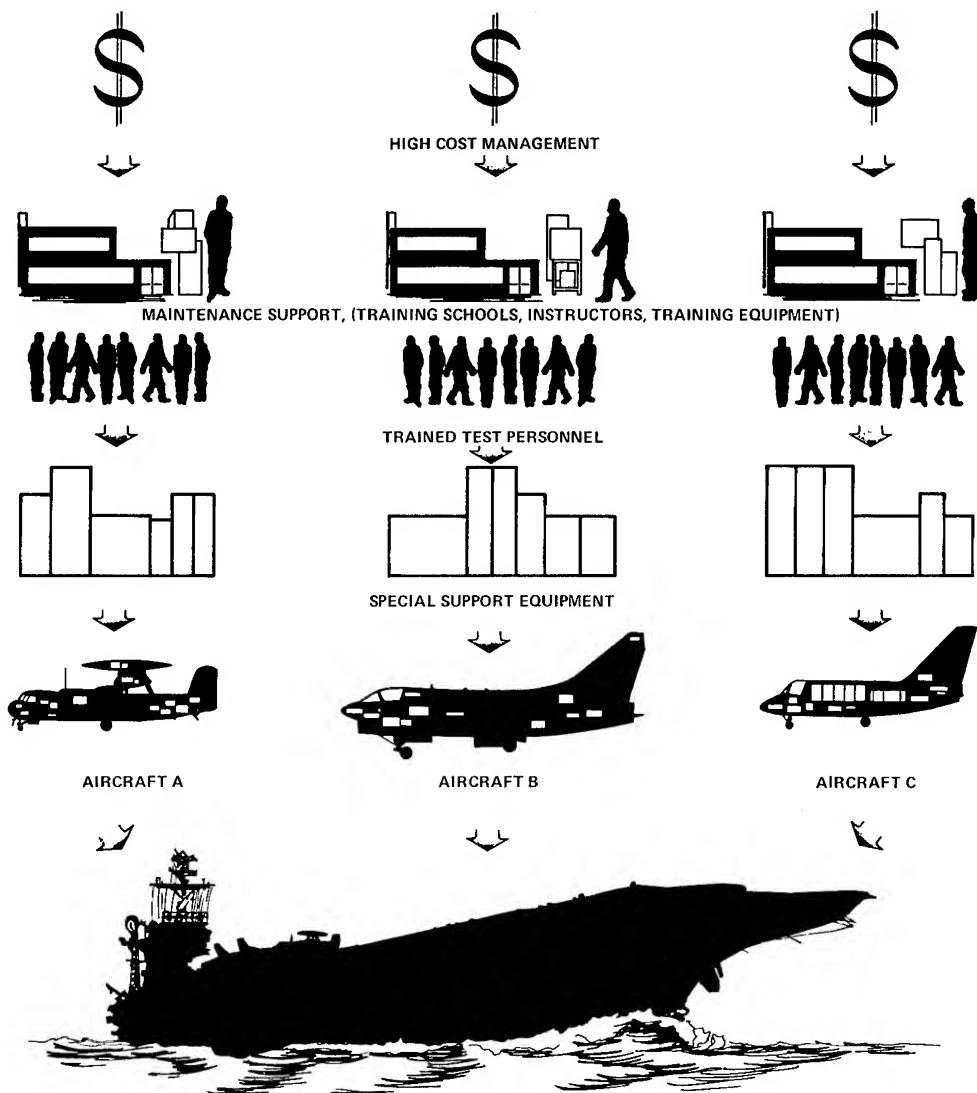 $ $ $
HIGH COST MANAGEMENT
MAINTENANCE SUPPORT, (TRAINING SCHOOLS, INSTRUCTORS, TRAINING EQUIPMENT)
TRAINED TEST PERSONNEL
SPECIAL SUPPORT EQUIPMENT
AIRCRAFT A AIRCRAFT B AIRCRAFT C